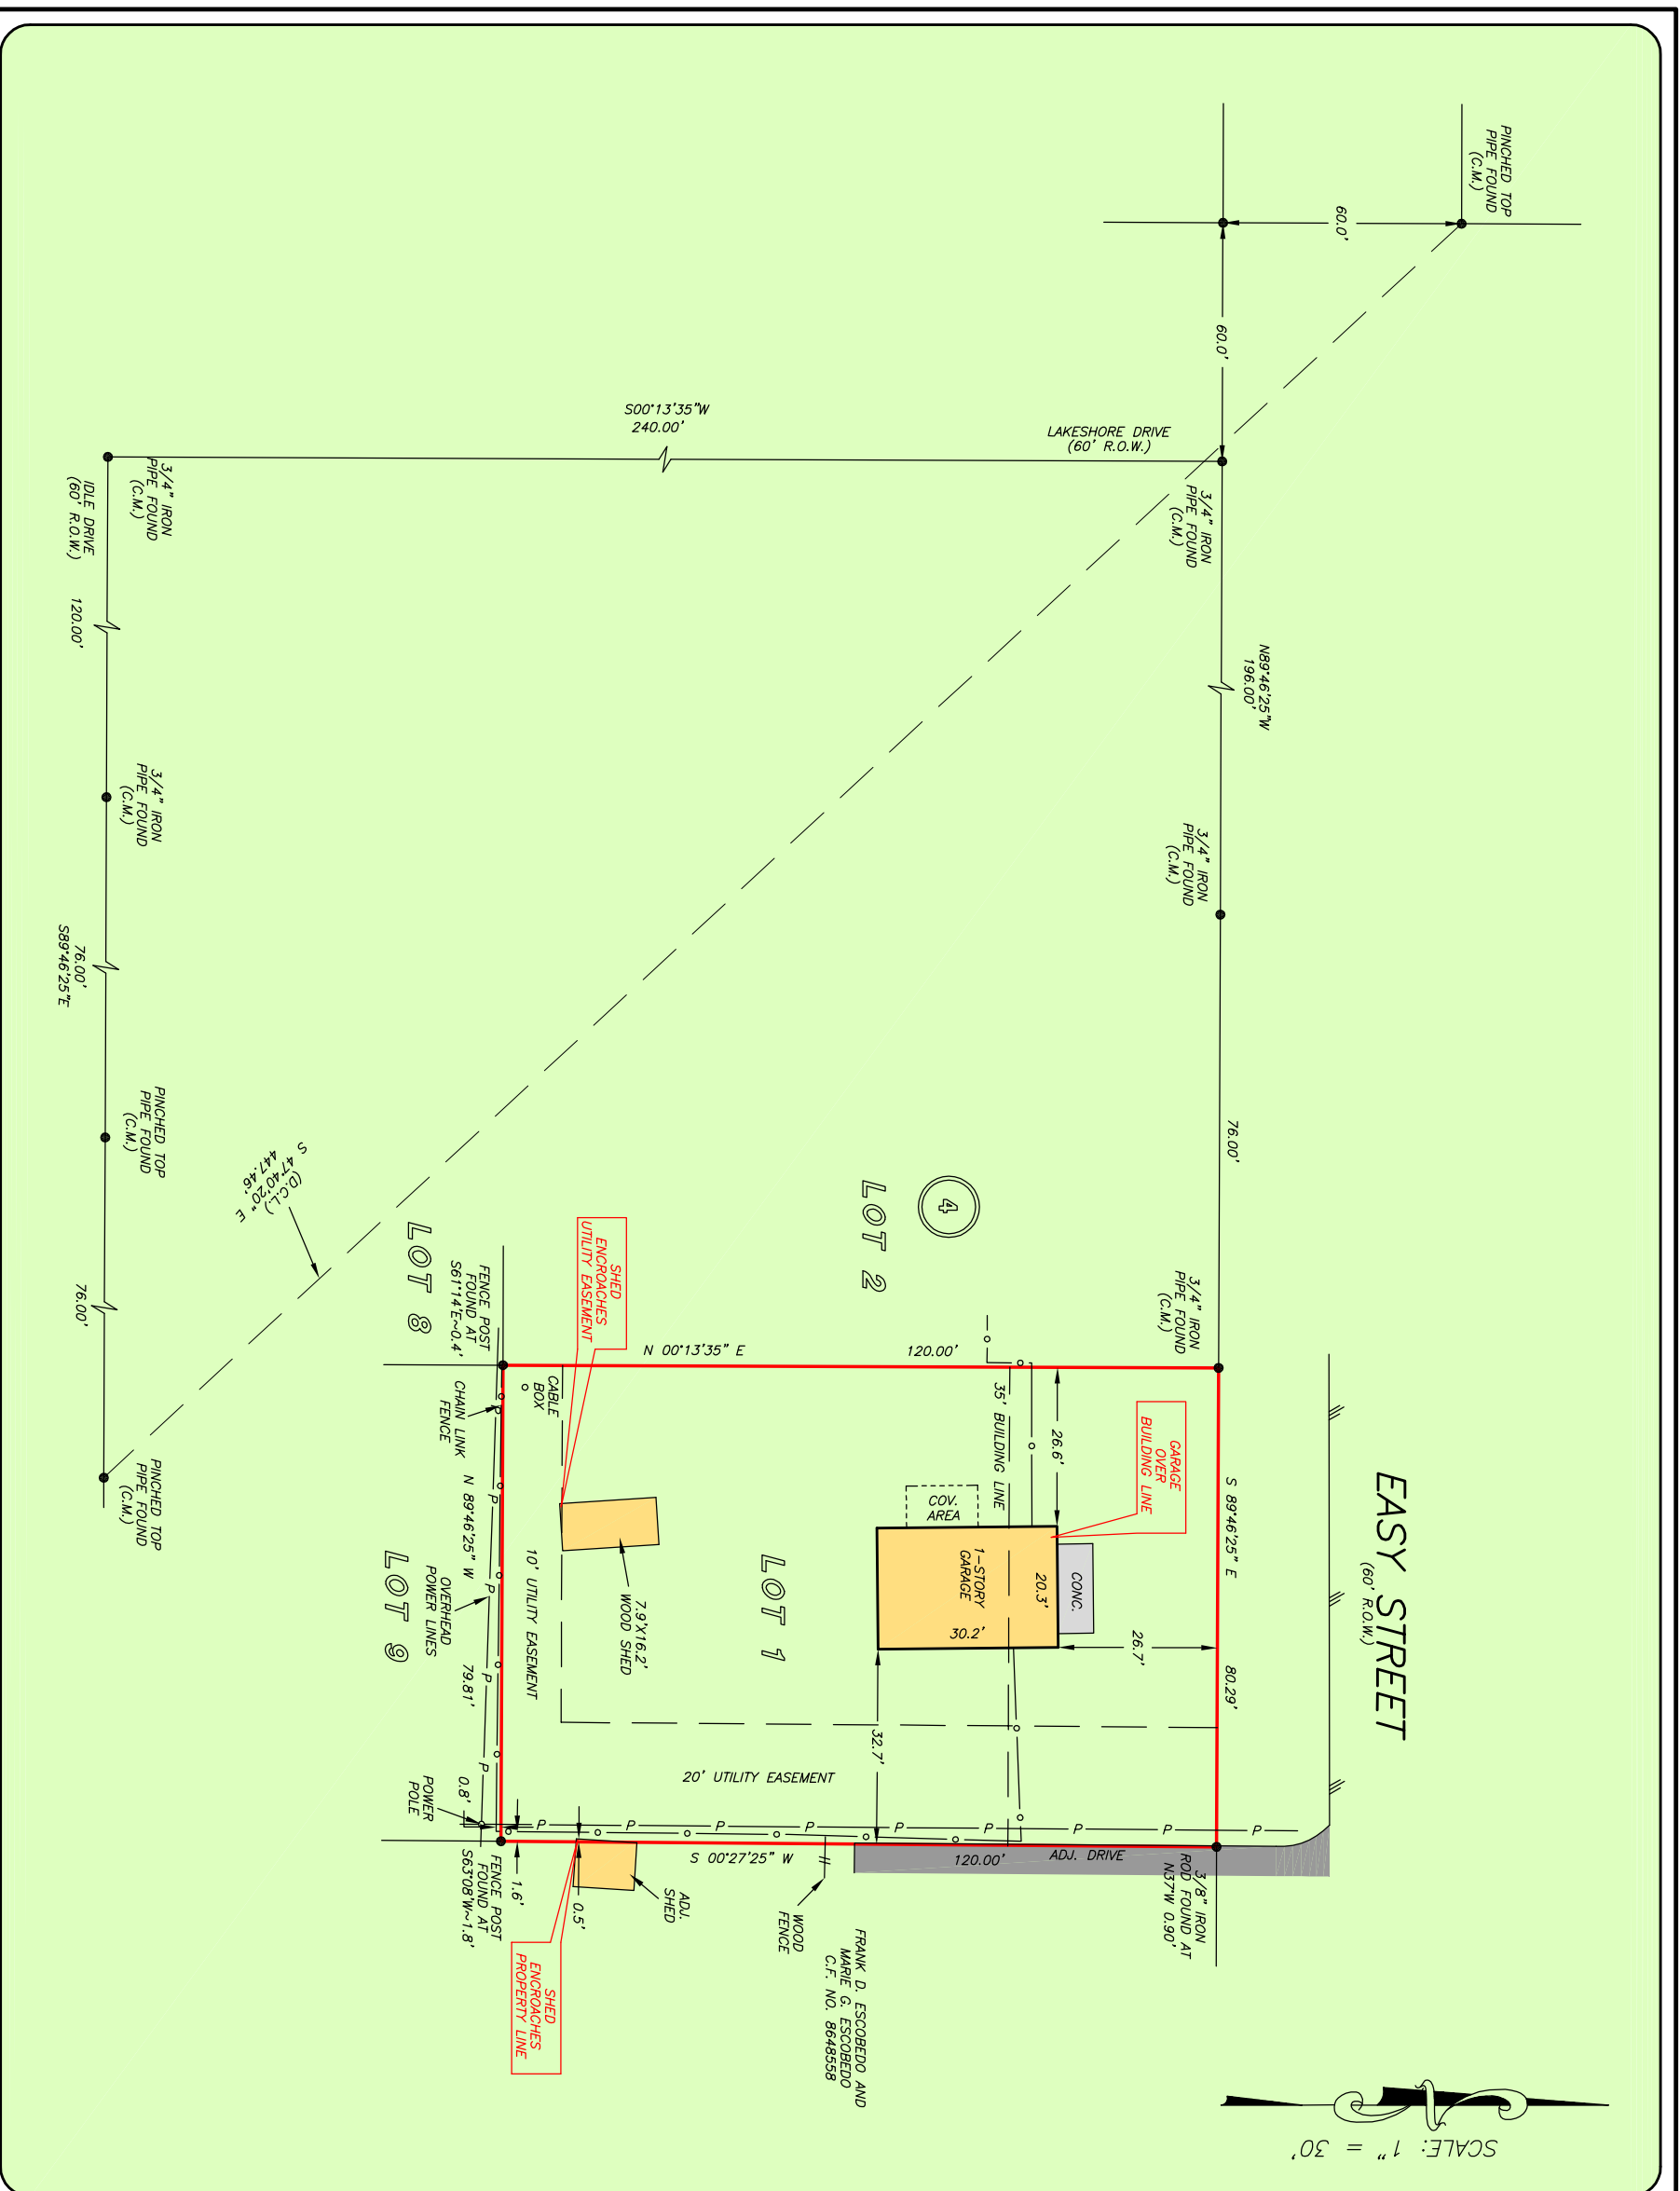 EASY STREET
(60' R.O.W.)
PINCHED TOP
PIPE FOUND
(C.M.)
60.0'
60.0'
LAKESHORE DRIVE
(60' R.O.W.)
S00°13'35"W
240.00'
3/4" IRON
PIPE FOUND
(C.M.)
N89°46'25"W
196.00'
3/4" IRON
PIPE FOUND
(C.M.)
76.00'
3/4" IRON
PIPE FOUND
(C.M.)
S 89°46'25" E
80.29'
3/8" IRON
ROD FOUND AT
N37°W 0.90'
GARAGE
OVER
BUILDING LINE
26.6'
26.7'
CONC.
20.3'
1-STORY
GARAGE
30.2'
COV.
AREA
35' BUILDING LINE
32.7'
4
LOT 2
LOT 1
N 00°13'35" E
120.00'
SHED
ENCROACHES
UTILITY EASEMENT
7.9'X16.2'
WOOD SHED
CABLE
BOX
10' UTILITY EASEMENT
20' UTILITY EASEMENT
S 00°27'25" W
120.00'
ADJ. DRIVE
FRANK D. ESCOBEDO AND
MARIE G. ESCOBEDO
C.F. NO. 8648558
WOOD
FENCE
ADJ.
SHED
0.5'
1.6'
SHED
ENCROACHES
PROPERTY LINE
FENCE POST
FOUND AT
S63°08'W~1.8'
0.8'
POWER
POLE
P P P P P P P P P
P P P P
FENCE POST
FOUND AT
S61°14'E~0.4'
CHAIN LINK
FENCE
N 89°46'25" W
79.81'
OVERHEAD
POWER LINES
LOT 8
LOT 9
S 47°40'20" E
(D.C.L.)
447.46'
3/4" IRON
PIPE FOUND
(C.M.)
IDLE DRIVE
(60' R.O.W.)
120.00'
3/4" IRON
PIPE FOUND
(C.M.)
76.00'
S89°46'25"E
PINCHED TOP
PIPE FOUND
(C.M.)
76.00'
PINCHED TOP
PIPE FOUND
(C.M.)
SCALE: 1" = 30'